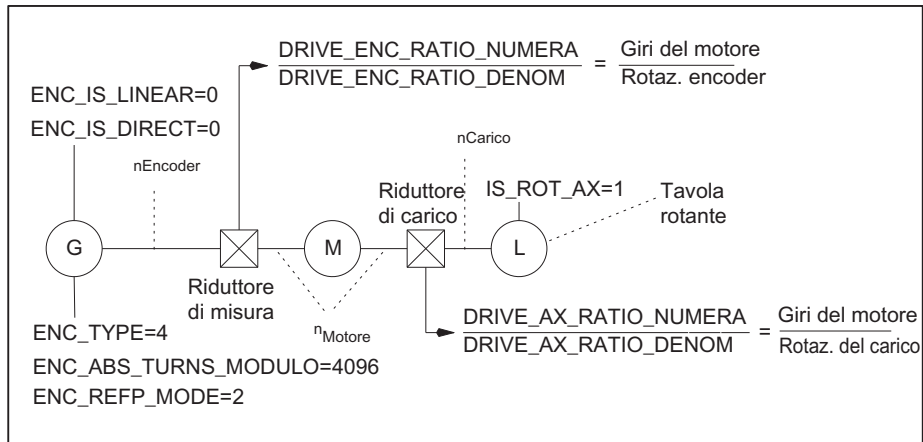 DRIVE_ENC_RATIO_NUMERA
DRIVE_ENC_RATIO_DENOM
=
Giri del motore
Rotaz. encoder
ENC_IS_LINEAR=0
ENC_IS_DIRECT=0
nEncoder
nCarico
Riduttore
di carico
IS_ROT_AX=1
Tavola
rotante
G
M
L
Riduttore
di misura
nMotore
ENC_TYPE=4
ENC_ABS_TURNS_MODULO=4096
ENC_REFP_MODE=2
DRIVE_AX_RATIO_NUMERA
DRIVE_AX_RATIO_DENOM
=
Giri del motore
Rotaz. del carico